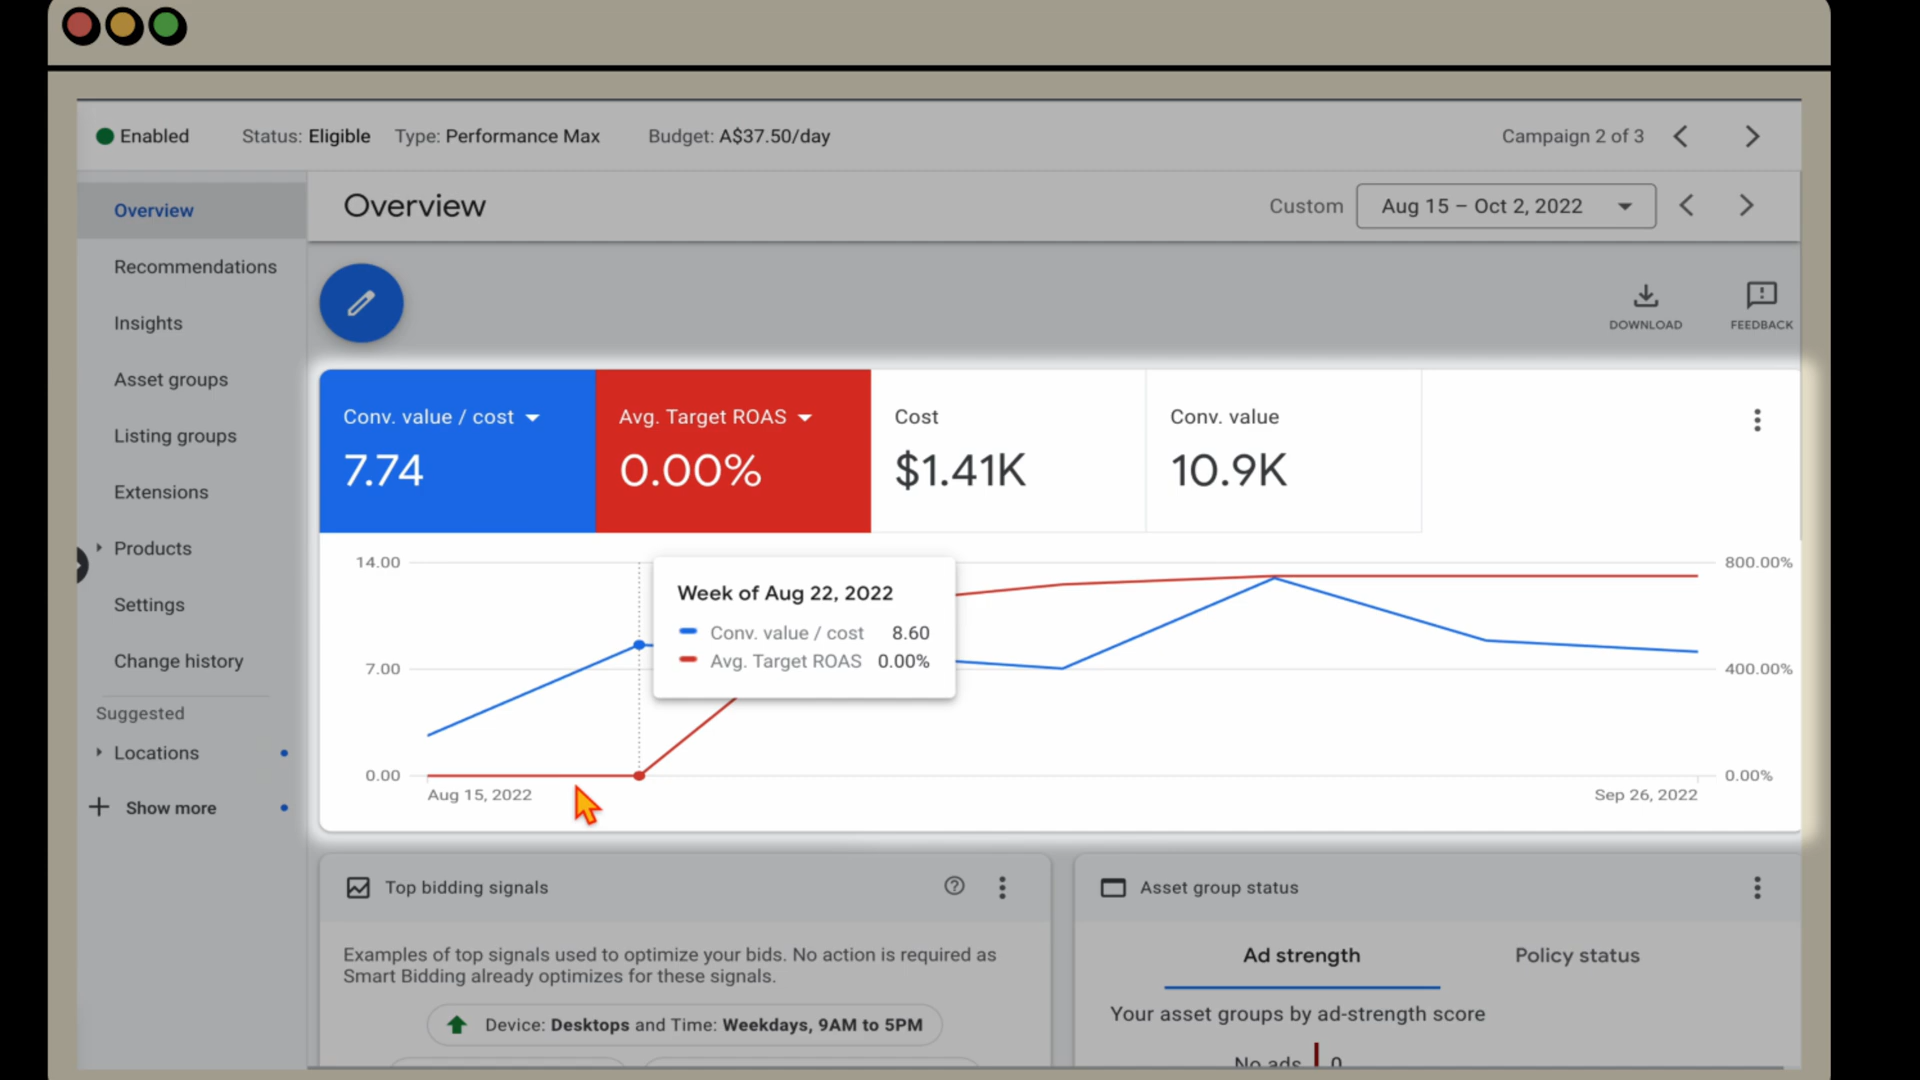 Enabled
Status: Eligible
Type: Performance Max
Budget: A$37.50/day
Campaign 2 of 3
Overview
Recommendations
Insights
Asset groups
Listing groups
Extensions
Products
Settings
Change history
Suggested
Locations
Show more
Overview
Custom
Aug 15 – Oct 2, 2022
DOWNLOAD
FEEDBACK
Conv. value / cost
7.74
Avg. Target ROAS
0.00%
Cost
$1.41K
Conv. value
10.9K
14.00
7.00
0.00
800.00%
400.00%
0.00%
Week of Aug 22, 2022
Conv. value / cost 8.60
Avg. Target ROAS 0.00%
Aug 15, 2022
Sep 26, 2022
Top bidding signals
Examples of top signals used to optimize your bids. No action is required as
Smart Bidding already optimizes for these signals.
Device: Desktops and Time: Weekdays, 9AM to 5PM
Asset group status
Ad strength
Policy status
Your asset groups by ad-strength score
No ads 0